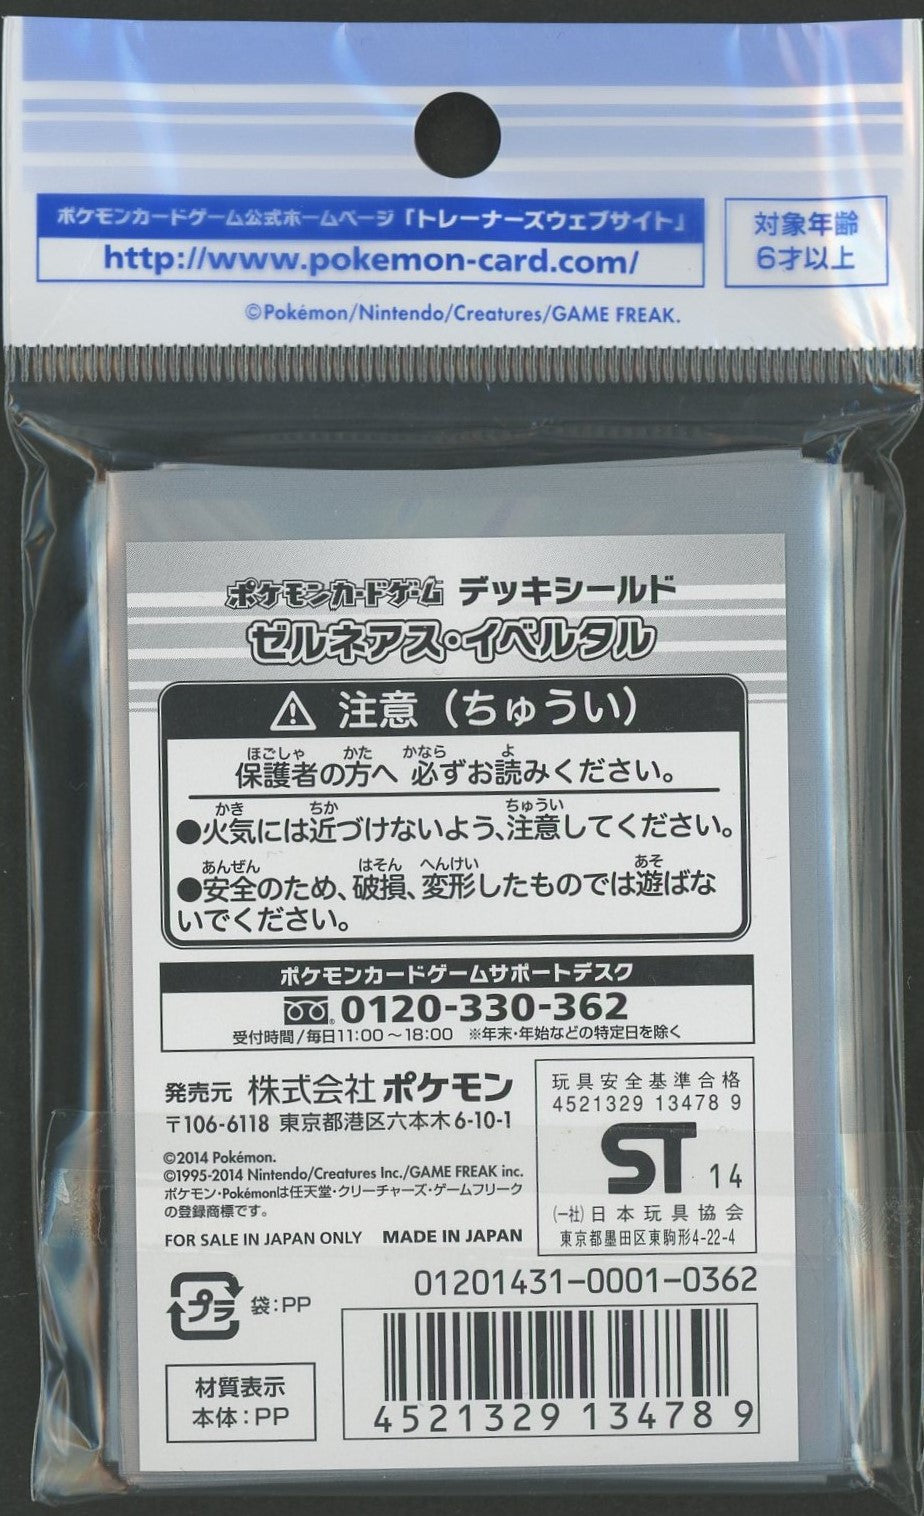 ポケモンカードゲーム公式ホームページ「トレーナーズウェブサイト」
http://www.pokemon-card.com/
対象年齢
6才以上
©Pokémon/Nintendo/Creatures/GAME FREAK.
ポケモンカードゲーム デッキシールド
ゼルネアス・イベルタル
⚠ 注意（ちゅうい）
ほごしゃ かた かなら よ
保護者の方へ 必ずお読みください。
かき ちか ちゅうい
●火気には近づけないよう、注意してください。
あんぜん はそん へんけい あそ
●安全のため、破損、変形したものでは遊ばな
いでください。
ポケモンカードゲームサポートデスク
0120-330-362
受付時間/毎日11:00～18:00 ※年末・年始などの特定日を除く
発売元 株式会社 ポケモン
〒106-6118 東京都港区六本木6-10-1
©2014 Pokémon.
©1995-2014 Nintendo/Creatures Inc./GAME FREAK inc.
ポケモン・Pokémonは任天堂・クリーチャーズ・ゲームフリーク
の登録商標です。
FOR SALE IN JAPAN ONLY MADE IN JAPAN
玩具安全基準合格
4521329 13478 9
ST 14
(一社)日本玩具協会
東京都墨田区東駒形4-22-4
01201431-0001-0362
プラ 袋:PP
材質表示
本体:PP
4521329 134789